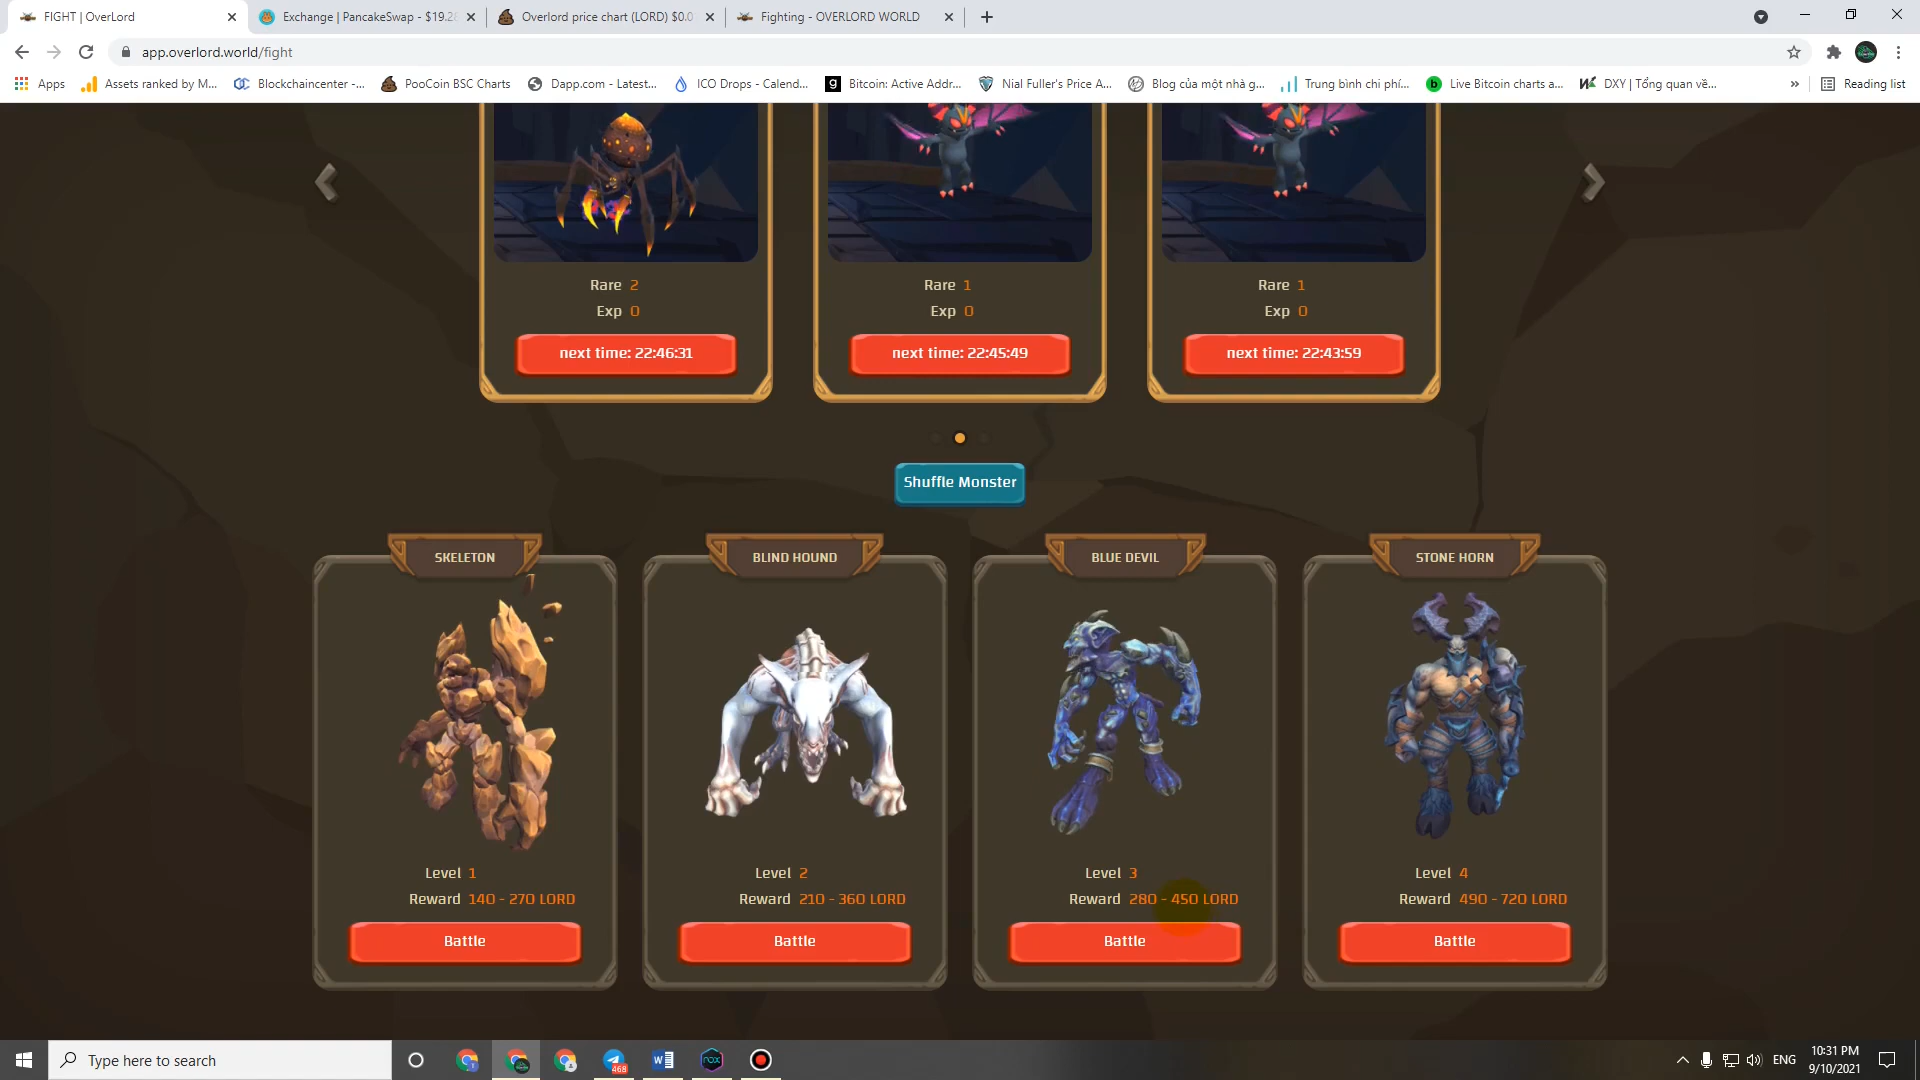 FIGHT | OverLord
Exchange | PancakeSwap - $19.28
Overlord price chart (LORD) $0.0
Fighting - OVERLORD WORLD
app.overlord.world/fight
Apps
Assets ranked by M...
Blockchaincenter -...
PooCoin BSC Charts
Dapp.com - Latest...
ICO Drops - Calend...
Bitcoin: Active Addr...
Nial Fuller's Price A...
Blog của một nhà g...
Trung bình chi phí...
Live Bitcoin charts a...
DXY | Tổng quan về...
»
Reading list
Rare 2
Exp 0
next time: 22:46:31
Rare 1
Exp 0
next time: 22:45:49
Rare 1
Exp 0
next time: 22:43:59
Shuffle Monster
SKELETON
Level 1
Reward 140 - 270 LORD
Battle
BLIND HOUND
Level 2
Reward 210 - 360 LORD
Battle
BLUE DEVIL
Level 3
Reward 280 - 450 LORD
Battle
STONE HORN
Level 4
Reward 490 - 720 LORD
Battle
Type here to search
468
nox
ENG
10:31 PM
9/10/2021